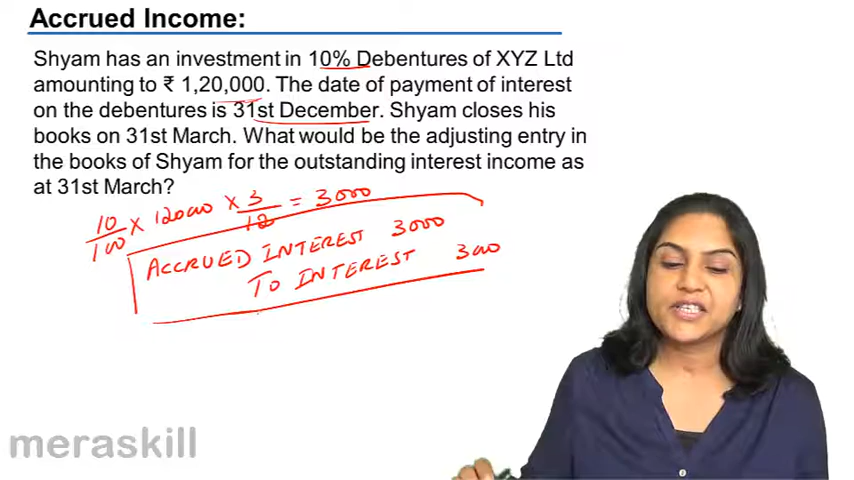 Accrued Income:
Shyam has an investment in 10% Debentures of XYZ Ltd
amounting to ₹ 1,20,000. The date of payment of interest
on the debentures is 31st December. Shyam closes his
books on 31st March. What would be the adjusting entry in
the books of Shyam for the outstanding interest income as
at 31st March?
10/100 × 120000 × 3/12 = 3000
ACCRUED INTEREST 3000
To INTEREST 3000
meraskill